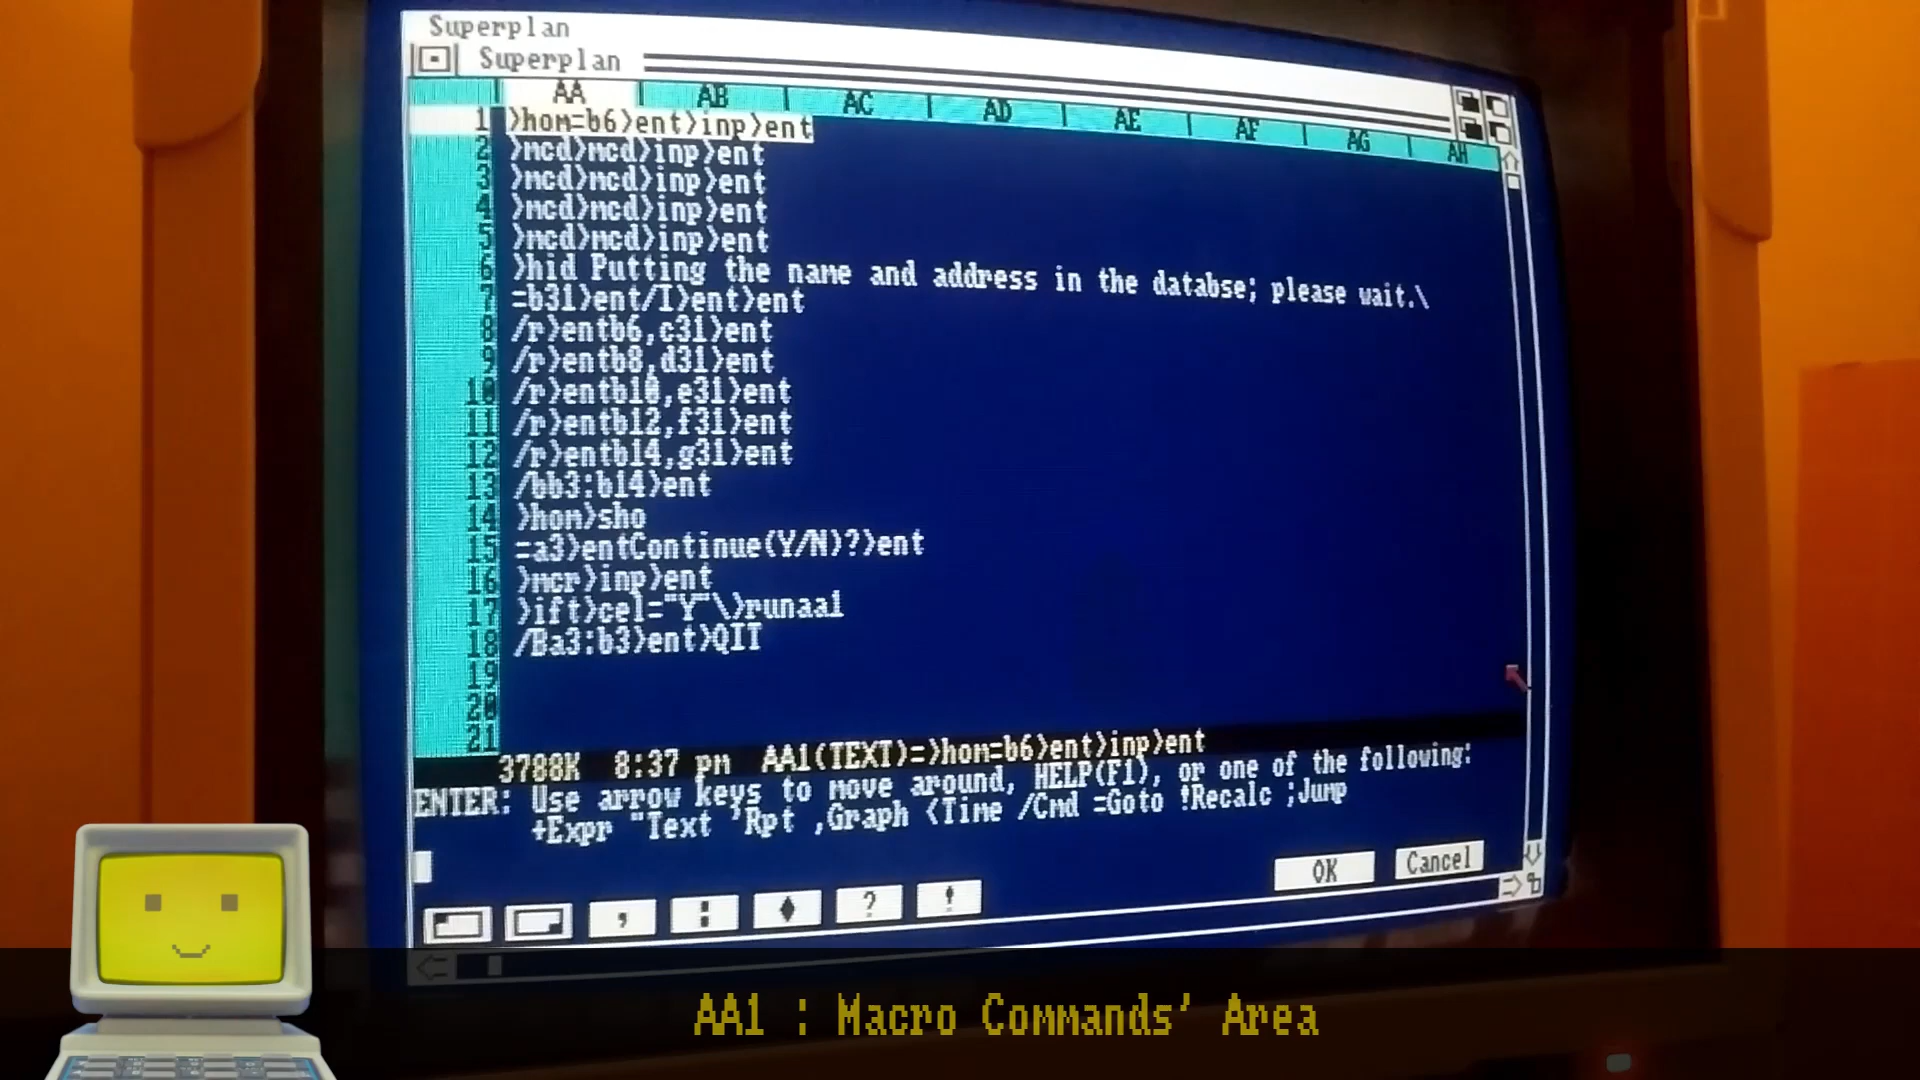 Superplan
Superplan
AA AB AC AD AE AF AG AH
1 >hom=b6>ent>inp>ent
2 >mcd>mcd>inp>ent
3 >mcd>mcd>inp>ent
4 >mcd>mcd>inp>ent
5 >mcd>mcd>inp>ent
6 >hid Putting the name and address in the databse; please wait.\
7 =b31>ent/I>ent>ent
8 /r>entb6,c31>ent
9 /r>entb8,d31>ent
10 /r>entb10,e31>ent
11 /r>entb12,f31>ent
12 /r>entb14,g31>ent
13 /bb3:b14>ent
14 >hom>sho
15 =a3>entContinue(Y/N)?>ent
16 >mcr>inp>ent
17 >ift>cel="Y"\>runaa1
18 /Ba3:b3>ent>QIT
19
20
21
3788K 8:37 pm AA1(TEXT)=>hom=b6>ent>inp>ent
ENTER: Use arrow keys to move around, HELP(F1), or one of the following:
+Expr "Text 'Rpt ,Graph <Time /Cmd =Goto !Recalc ;Jump
OK Cancel
, : ♦ ? !
AA1 : Macro Commands' Area